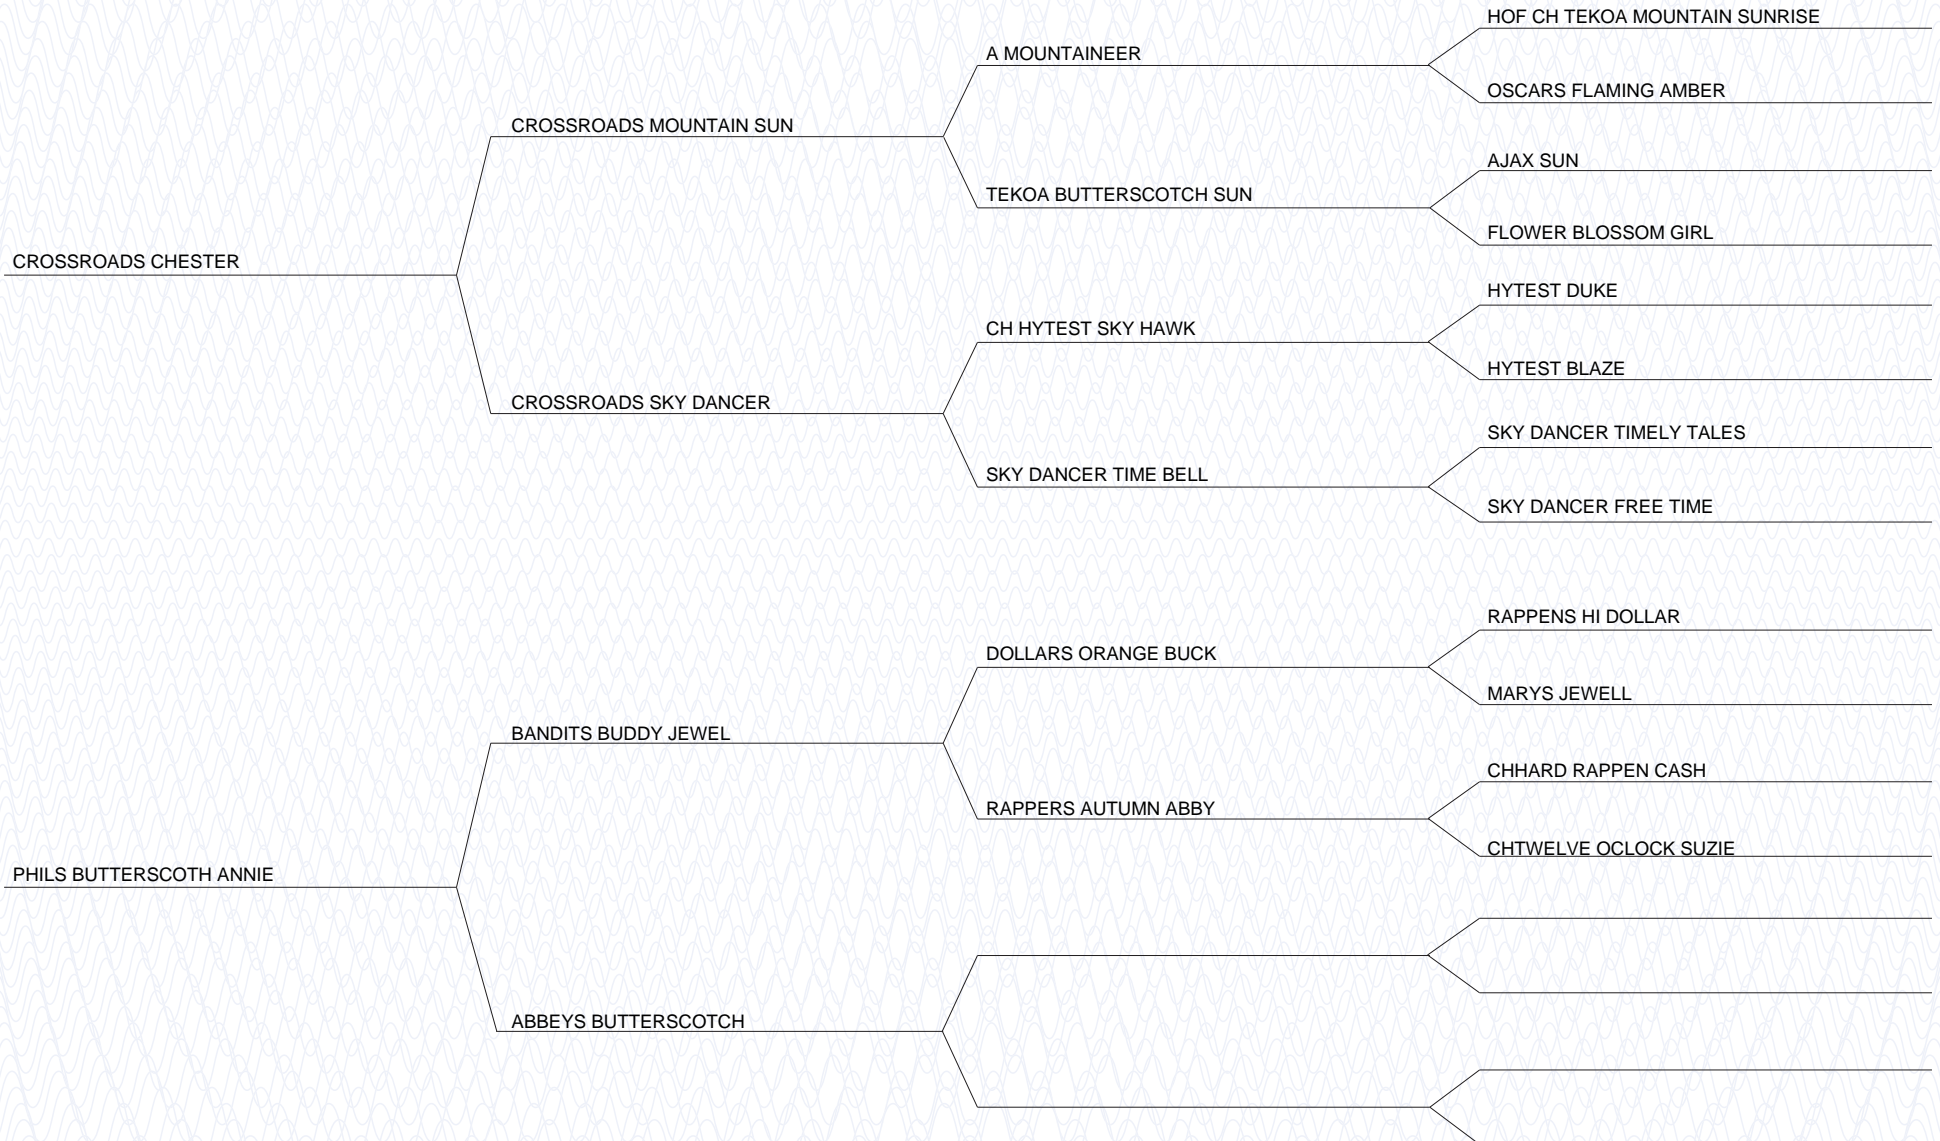 HOF CH TEKOA MOUNTAIN SUNRISE
A MOUNTAINEER
OSCARS FLAMING AMBER
CROSSROADS MOUNTAIN SUN
AJAX SUN
TEKOA BUTTERSCOTCH SUN
FLOWER BLOSSOM GIRL
CROSSROADS CHESTER
HYTEST DUKE
CH HYTEST SKY HAWK
HYTEST BLAZE
CROSSROADS SKY DANCER
SKY DANCER TIMELY TALES
SKY DANCER TIME BELL
SKY DANCER FREE TIME
RAPPENS HI DOLLAR
DOLLARS ORANGE BUCK
MARYS JEWELL
BANDITS BUDDY JEWEL
CHHARD RAPPEN CASH
RAPPERS AUTUMN ABBY
CHTWELVE OCLOCK SUZIE
PHILS BUTTERSCOTH ANNIE
ABBEYS BUTTERSCOTCH